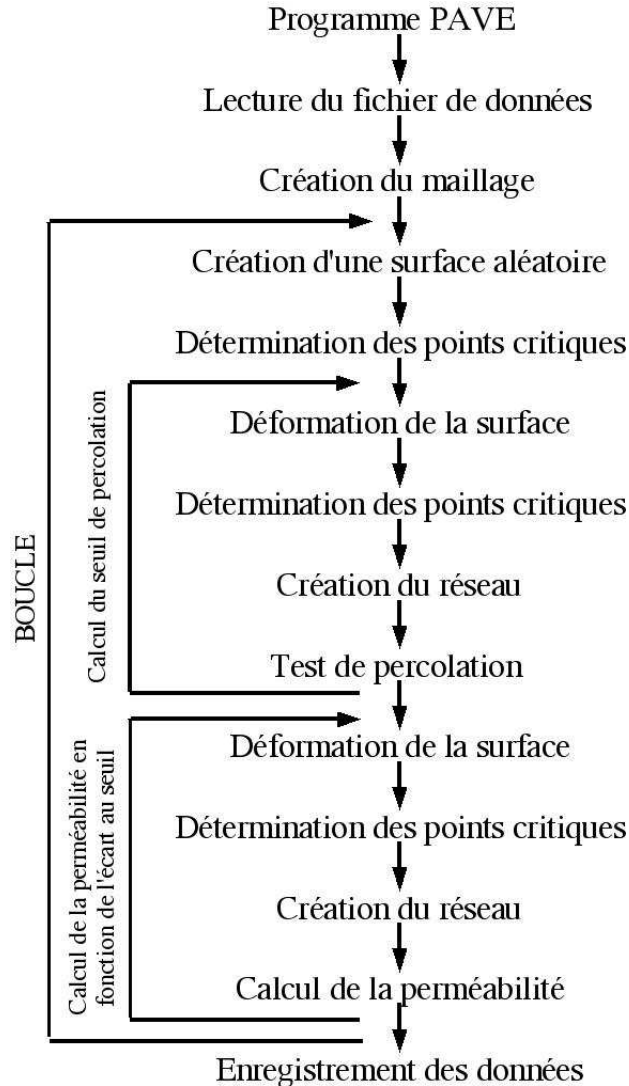 Programme PAVE
Lecture du fichier de données
Création du maillage
Création d'une surface aléatoire
Détermination des points critiques
Déformation de la surface
Détermination des points critiques
Création du réseau
Test de percolation
Déformation de la surface
Détermination des points critiques
Création du réseau
Calcul de la perméabilité
Enregistrement des données
BOUCLE
Calcul du seuil de percolation
Calcul de la perméabilité en
fonction de l'écart au seuil